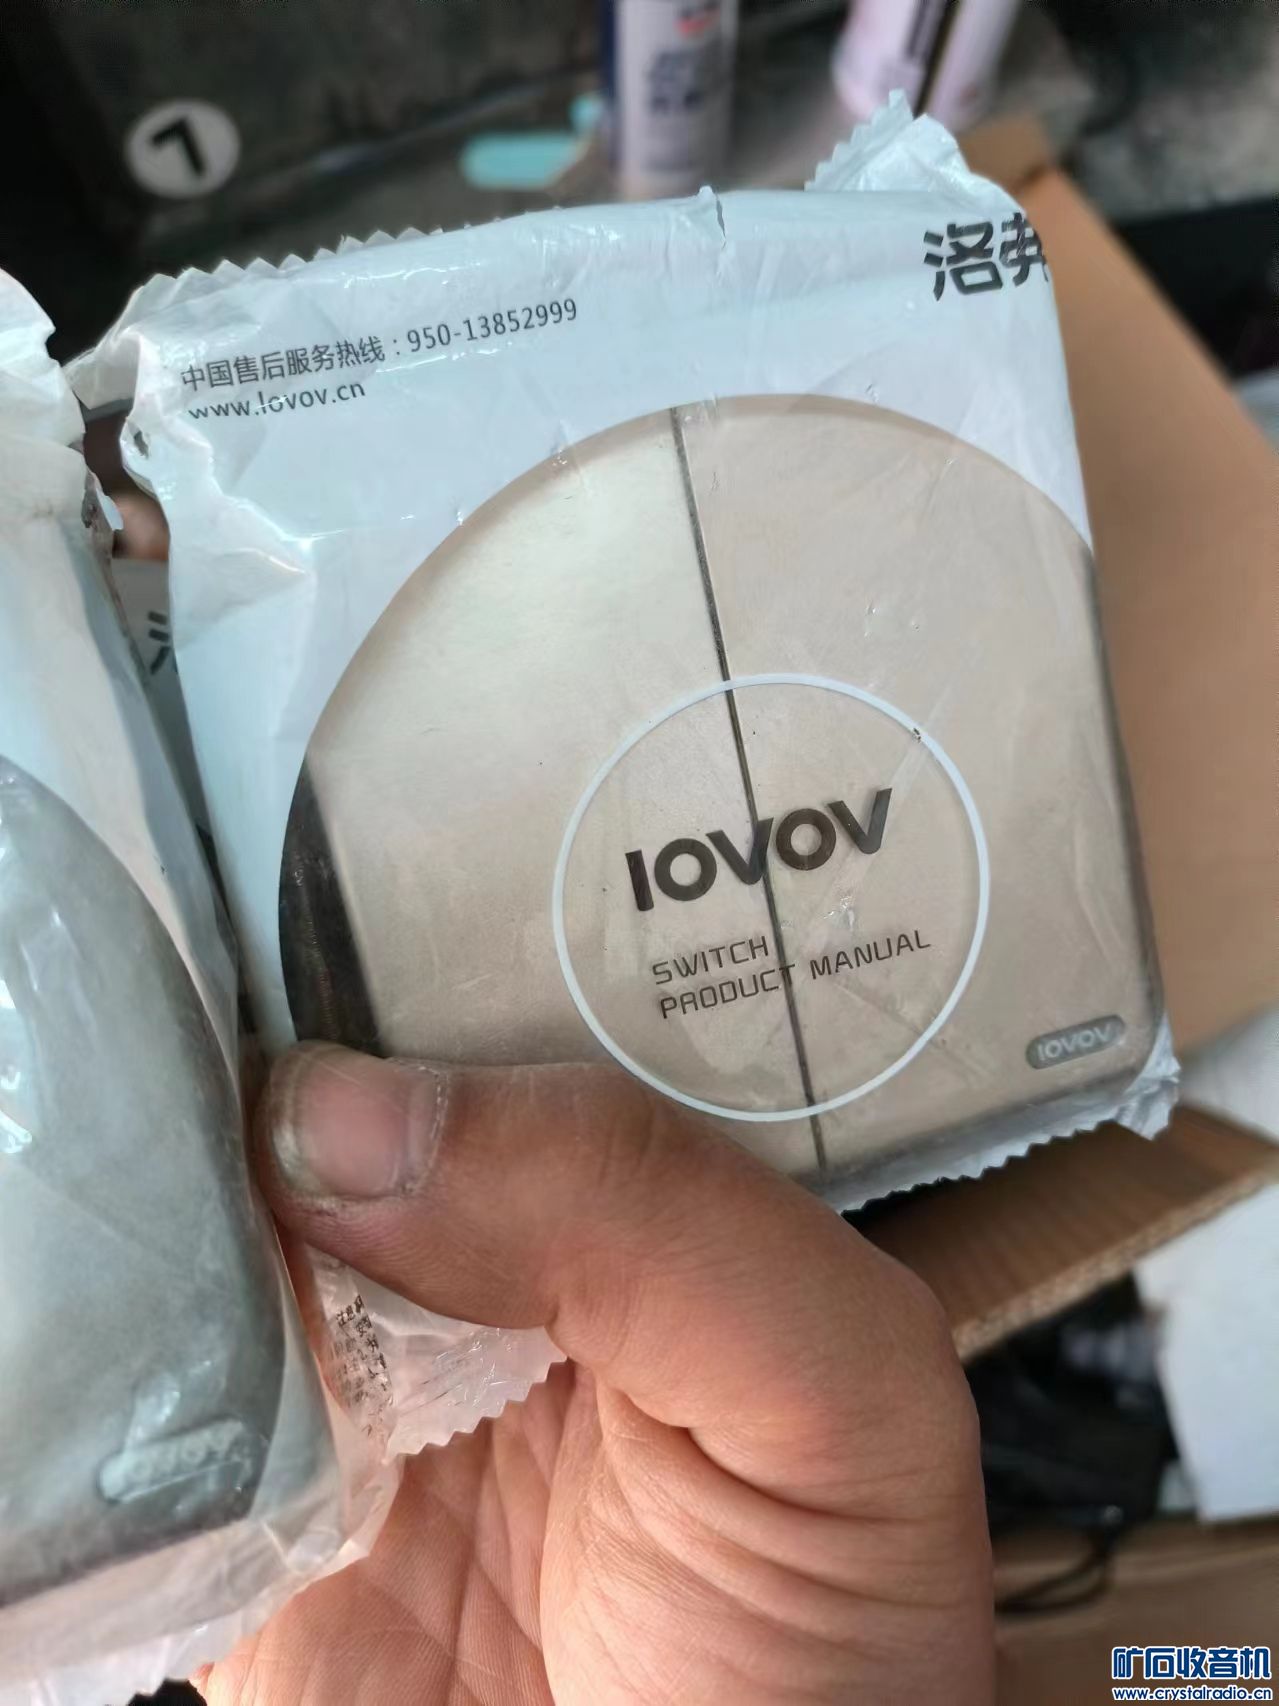 洛弗
中国售后服务热线：950-13852999
www.lovov.cn
lovov
SWITCH
PRODUCT MANUAL
lovov
lovov
矿石收音机
www.crystalradio.cn